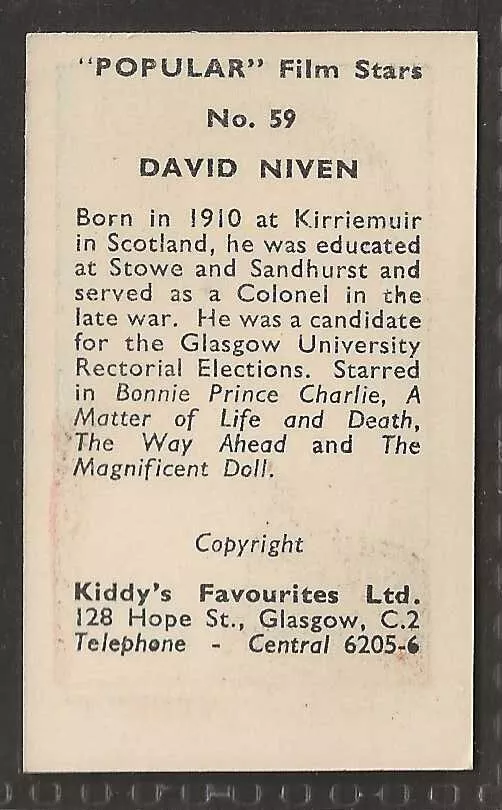 "POPULAR" Film Stars
No. 59
DAVID NIVEN
Born in 1910 at Kirriemuir
in Scotland, he was educated
at Stowe and Sandhurst and
served as a Colonel in the
late war. He was a candidate
for the Glasgow University
Rectorial Elections. Starred
in Bonnie Prince Charlie, A
Matter of Life and Death,
The Way Ahead and The
Magnificent Doll.
Copyright
Kiddy's Favourites Ltd.
128 Hope St., Glasgow, C.2
Telephone - Central 6205-6